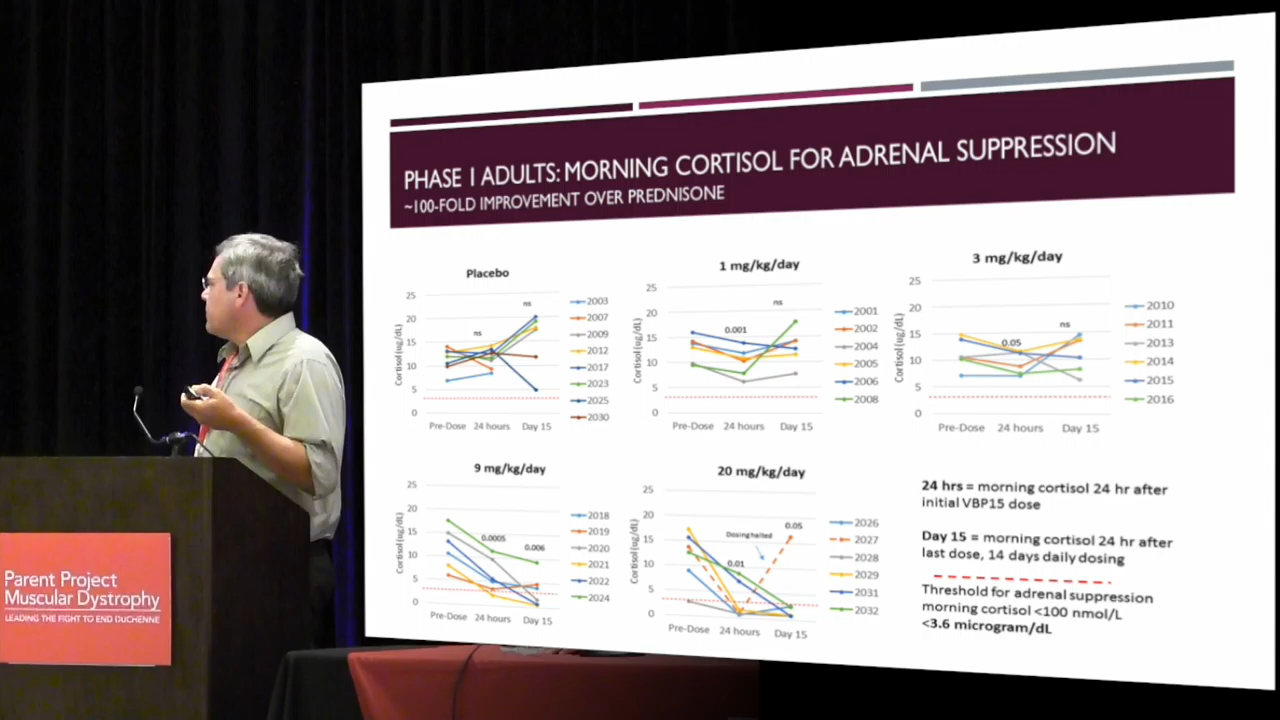 PHASE 1 ADULTS: MORNING CORTISOL FOR ADRENAL SUPPRESSION
~100-FOLD IMPROVEMENT OVER PREDNISONE
Placebo
25
20
15
10
5
0
Cortisol (ug/dL)
ns
ns
Pre-Dose 24 hours Day 15
2003
2007
2009
2012
2017
2023
2025
2030
1 mg/kg/day
25
20
15
10
5
0
Cortisol (ug/dL)
0.001
ns
Pre-Dose 24 hours Day 15
2001
2002
2004
2005
2006
2008
3 mg/kg/day
25
20
15
10
5
0
Cortisol (ug/dL)
0.05
ns
Pre-Dose 24 hours Day 15
2010
2011
2013
2014
2015
2016
9 mg/kg/day
25
20
15
10
5
0
Cortisol (ug/dL)
0.0005
0.006
Pre-Dose 24 hours Day 15
2018
2019
2020
2021
2022
2024
20 mg/kg/day
25
20
15
10
5
0
Cortisol (ug/dL)
Dosing halted
0.01
0.05
Pre-Dose 24 hours Day 15
2026
2027
2028
2029
2031
2032
24 hrs = morning cortisol 24 hr after
initial VBP15 dose
Day 15 = morning cortisol 24 hr after
last dose, 14 days daily dosing
Threshold for adrenal suppression
morning cortisol <100 nmol/L
<3.6 microgram/dL
Parent Project
Muscular Dystrophy
LEADING THE FIGHT TO END DUCHENNE